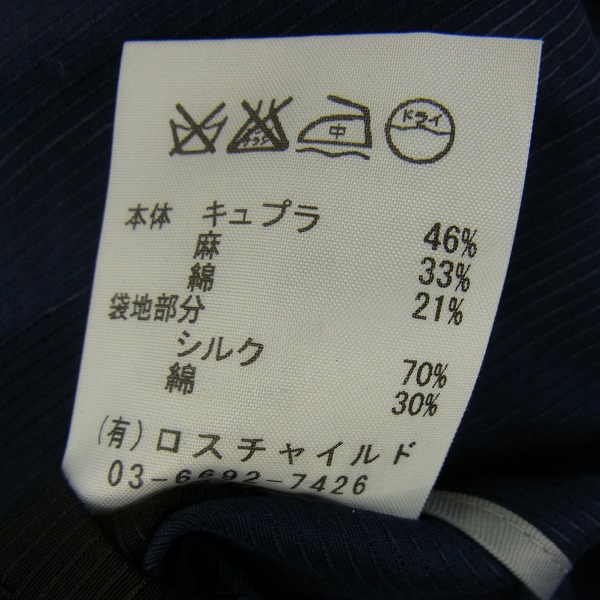 中 ドライ
本体 キュプラ 46%
麻 33%
綿 21%
袋地部分
シルク 70%
綿 30%
(有)ロスチャイルド
03-6692-7426